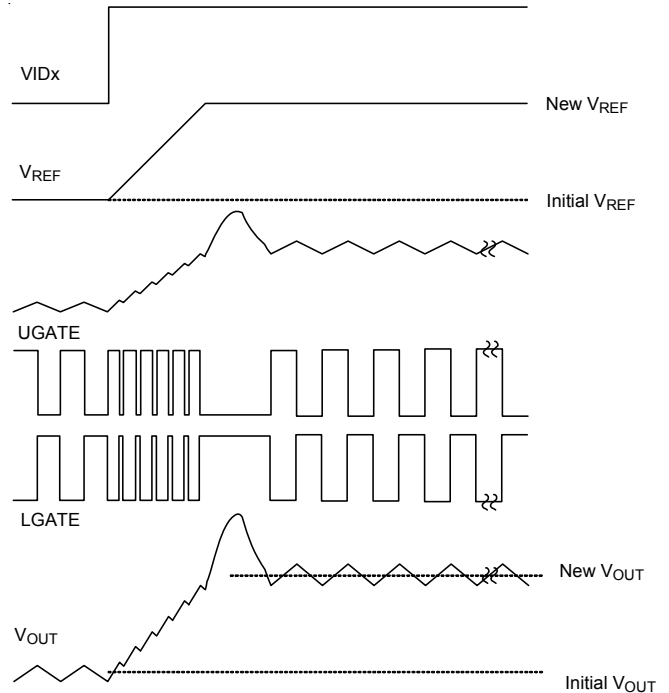 VIDx
New VREF
VREF
Initial VREF
UGATE
LGATE
New VOUT
VOUT
Initial VOUT